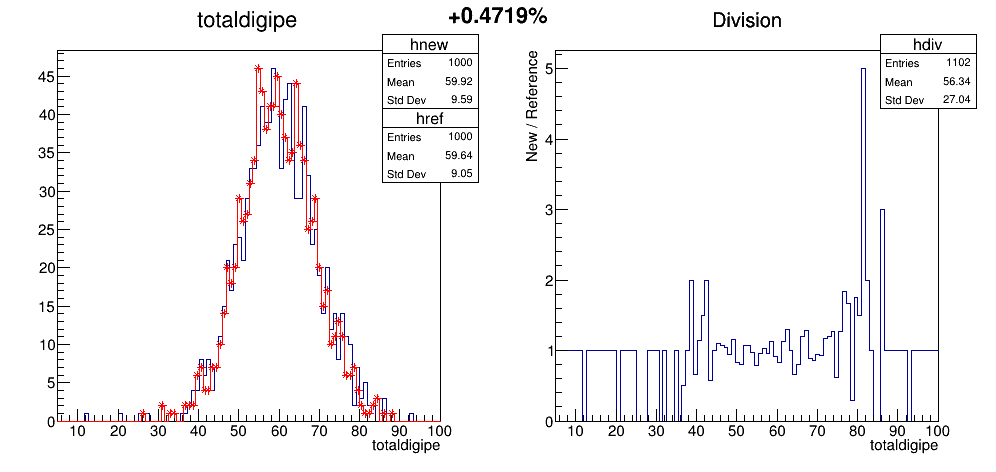 +0.4719%
totaldigipe
hnew
Entries 1000
Mean 59.92
Std Dev 9.59
href
Entries 1000
Mean 59.64
Std Dev 9.05
45
40
35
30
25
20
15
10
5
0
10 20 30 40 50 60 70 80 90 100
totaldigipe
Division
hdiv
Entries 1102
Mean 56.34
Std Dev 27.04
New / Reference
5
4
3
2
1
0
10 20 30 40 50 60 70 80 90 100
totaldigipe